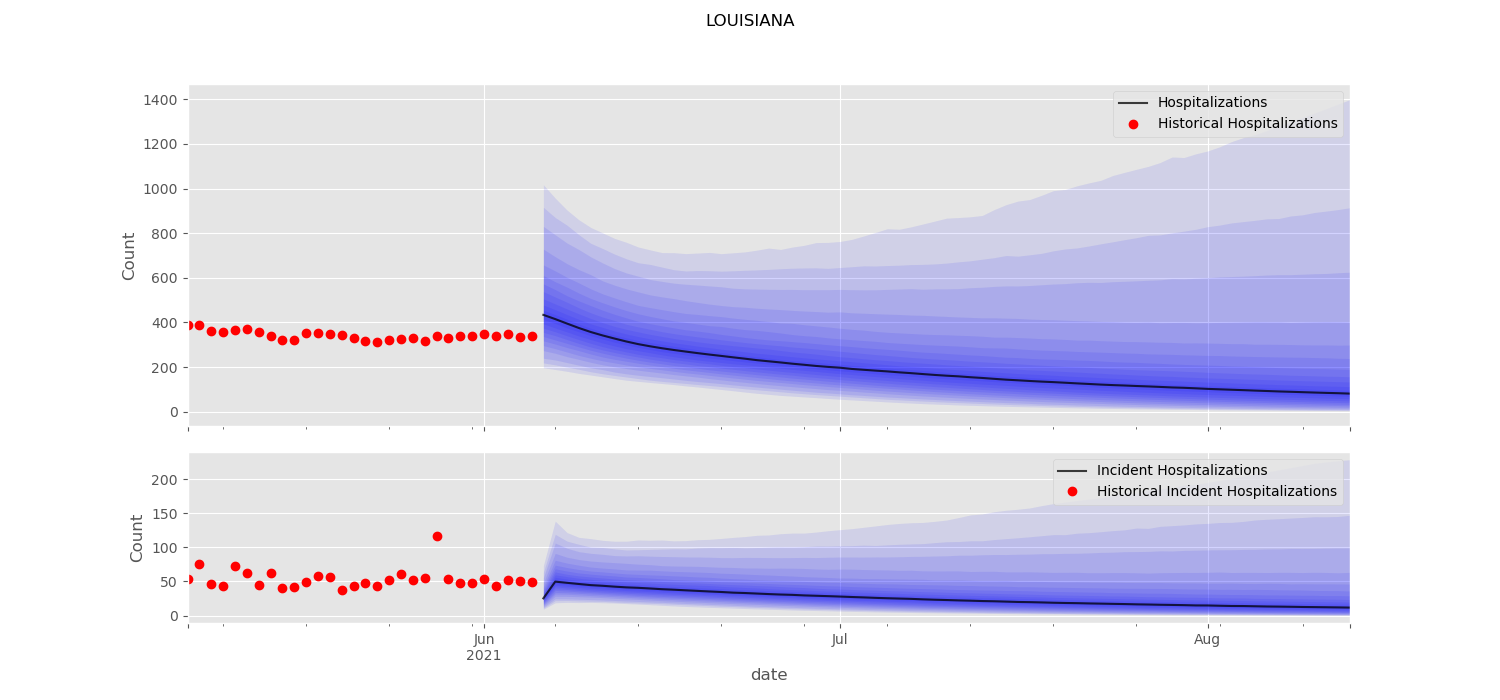 LOUISIANA
1400
1200
1000
800
600
400
200
0
Count
Hospitalizations
Historical Hospitalizations
200
150
100
50
0
Count
Incident Hospitalizations
Historical Incident Hospitalizations
Jun
2021
Jul
Aug
date